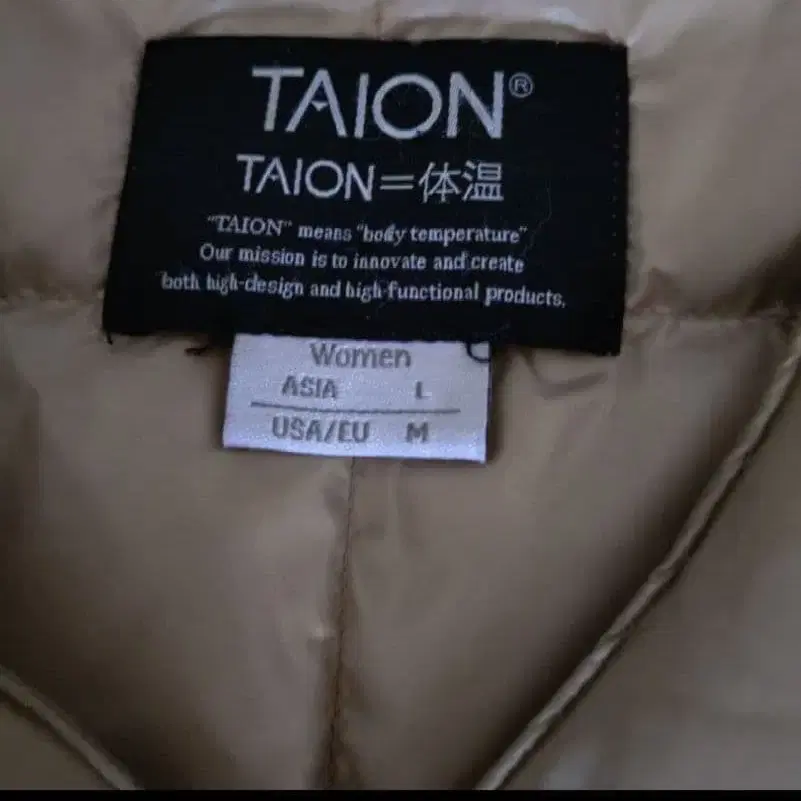 TAION®
TAION=体温
"TAION" means "body temperature"
Our mission is to innovate and create
both high-design and high-functional products.
Women
ASIA L
USA/EU M